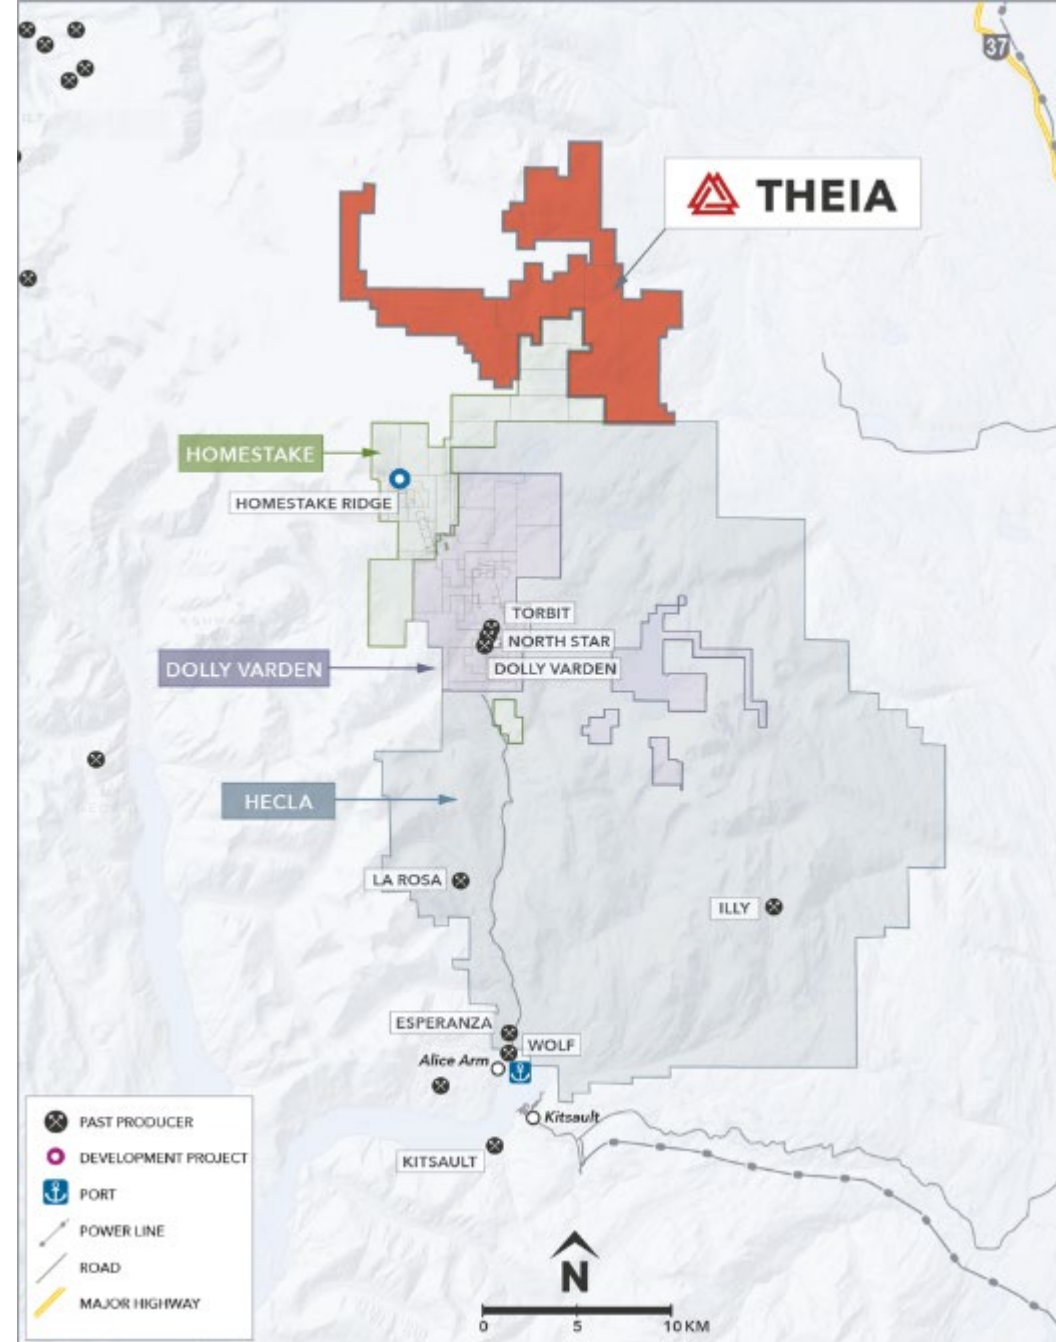 37
THEIA
HOMESTAKE
HOMESTAKE RIDGE
TORBIT
NORTH STAR
DOLLY VARDEN
DOLLY VARDEN
HECLA
LA ROSA
ILLY
ESPERANZA
WOLF
Alice Arm
Kitsault
KITSAULT
PAST PRODUCER
DEVELOPMENT PROJECT
PORT
POWER LINE
ROAD
MAJOR HIGHWAY
N
0 5 10 KM